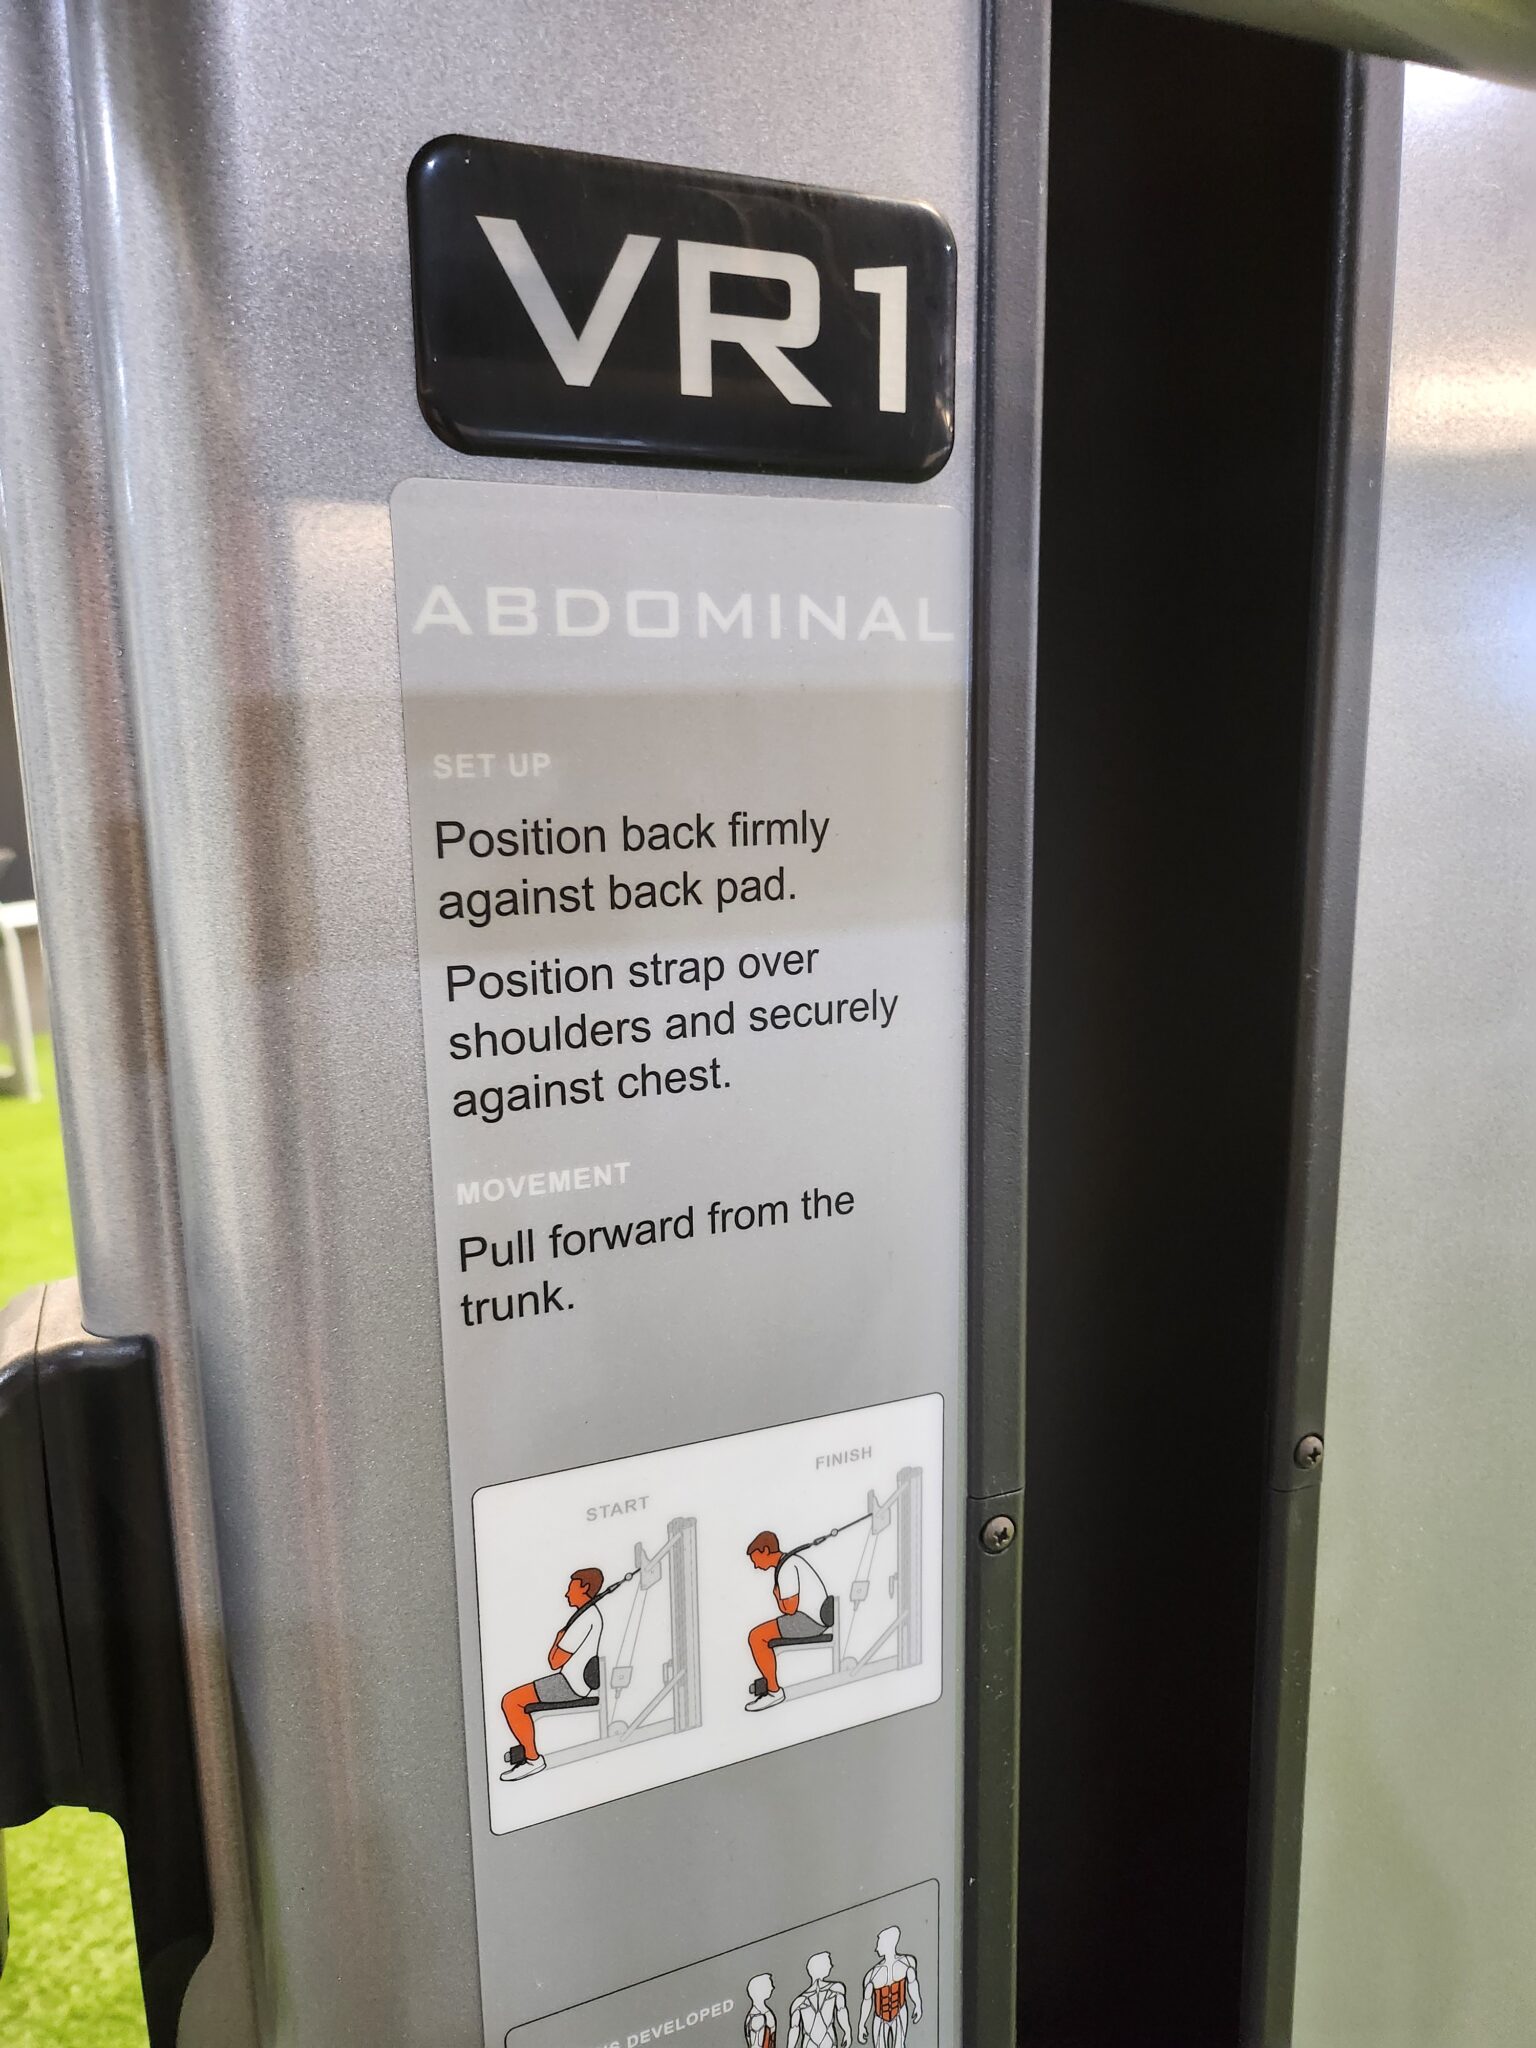 VR1
ABDOMINAL
SET UP
Position back firmly
against back pad.
Position strap over
shoulders and securely
against chest.
MOVEMENT
Pull forward from the
trunk.
START
FINISH
DEVELOPED